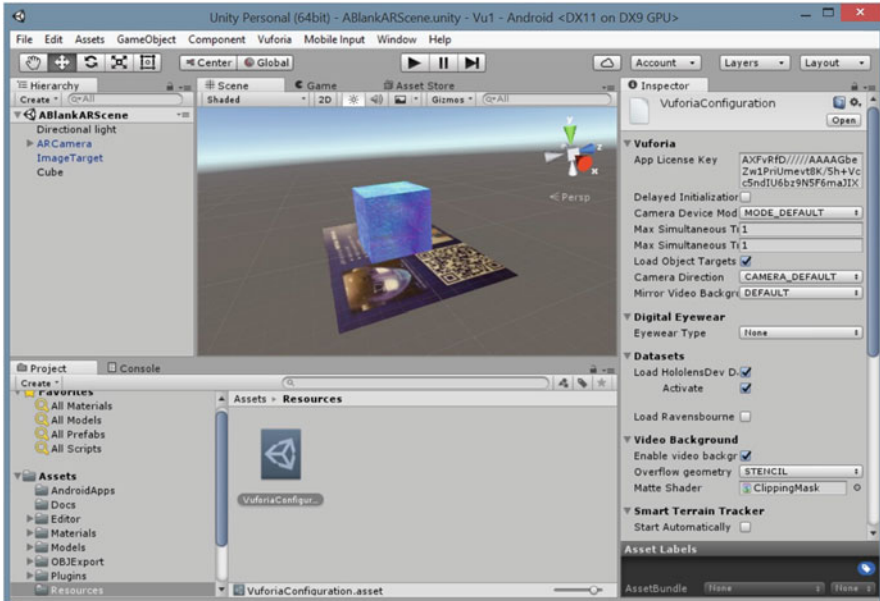 Unity Personal (64bit) - ABlankARScene.unity - Vu1 - Android <DX11 on DX9 GPU>
File Edit Assets GameObject Component Vuforia Mobile Input Window Help
Center Global Account Layers Layout
Hierarchy
Create All
ABlankARScene
Directional light
ARCamera
ImageTarget
Cube
Scene Game Asset Store
Shaded 2D Gizmos All
y
z
x
Persp
Inspector
VuforiaConfiguration
Open
Vuforia
App License Key AXFvRfD/////AAAAGbe
Zw1PriUmevt8K/5h+Vc
c5ndIU6bz9N5F6maJIX
Delayed Initialization
Camera Device Mod MODE_DEFAULT
Max Simultaneous Ti 1
Max Simultaneous Ti 1
Load Object Targets
Camera Direction CAMERA_DEFAULT
Mirror Video Backgr DEFAULT
Digital Eyewear
Eyewear Type None
Datasets
Load HololensDev D
Activate
Load Ravensbourne
Video Background
Enable video backgr
Overflow geometry STENCIL
Matte Shader ClippingMask
Smart Terrain Tracker
Start Automatically
Asset Labels
AssetBundle None None
Project Console
Create
Favorites
All Materials
All Models
All Prefabs
All Scripts
Assets
AndroidApps
Docs
Editor
Materials
Models
OBJExport
Plugins
Resources
Assets Resources
VuforiaConfigur...
VuforiaConfiguration.asset